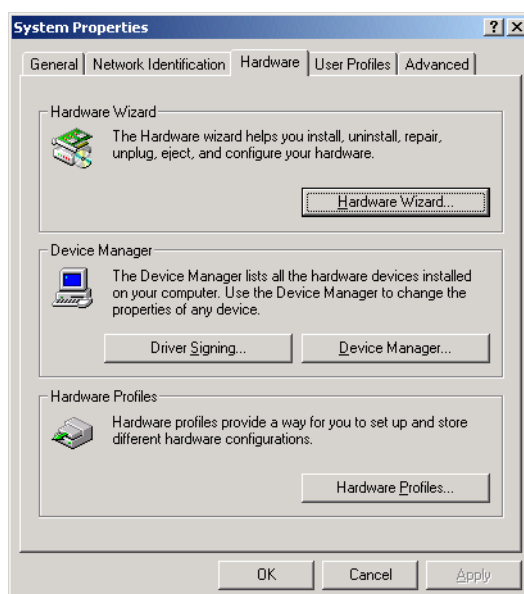 System Properties
General Network Identification Hardware User Profiles Advanced
Hardware Wizard
The Hardware wizard helps you install, uninstall, repair,
unplug, eject, and configure your hardware.
Hardware Wizard...
Device Manager
The Device Manager lists all the hardware devices installed
on your computer. Use the Device Manager to change the
properties of any device.
Driver Signing... Device Manager...
Hardware Profiles
Hardware profiles provide a way for you to set up and store
different hardware configurations.
Hardware Profiles...
OK Cancel Apply